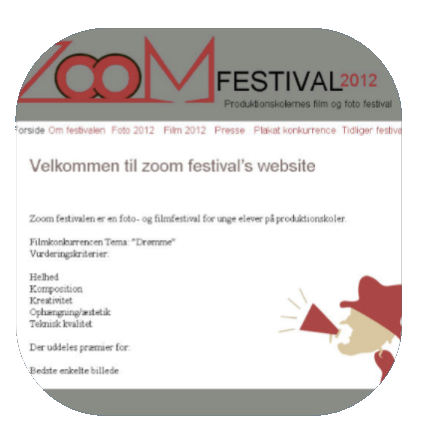 ZOOM
FESTIVAL 2012
Produktionskolernes film og foto festival
Forside Om festivalen Foto 2012 Film 2012 Presse Plakat konkurrence Tidliger festiva
Velkommen til zoom festival's website
Zoom festivalen er en foto- og filmfestival for unge elever på produktionskoler.
Filmkonkurrencen Tema: "Drømme"
Vurderingskriterier:
Helhed
Komposition
Kreativitet
Ophængning/æstetik
Teknisk kvalitet
Der uddeles præmier for:
Bedste enkelte billede